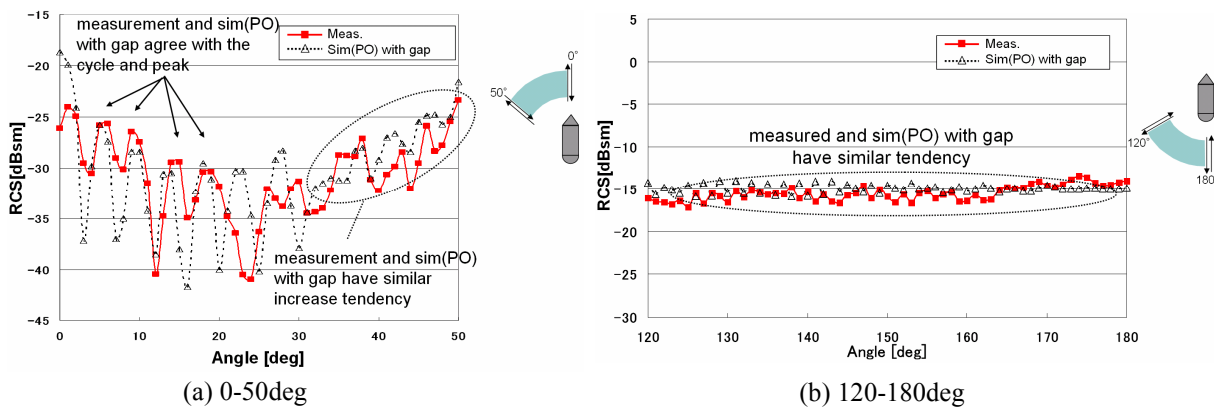 measurement and sim(PO)
with gap agree with the
cycle and peak
Meas.
Sim(PO) with gap
-15
-20
-25
-30
-35
-40
-45
RCS[dBsm]
measurement and sim(PO)
with gap have similar
increase tendency
0 10 20 30 40 50
Angle [deg]
0°
50°
(a) 0-50deg
5
0
-5
-10
-15
-20
-25
-30
RCS[dBsm]
Meas.
Sim(PO) with gap
measured and sim(PO) with gap
have similar tendency
120 130 140 150 160 170 180
Angle [deg]
120°
180
(b) 120-180deg